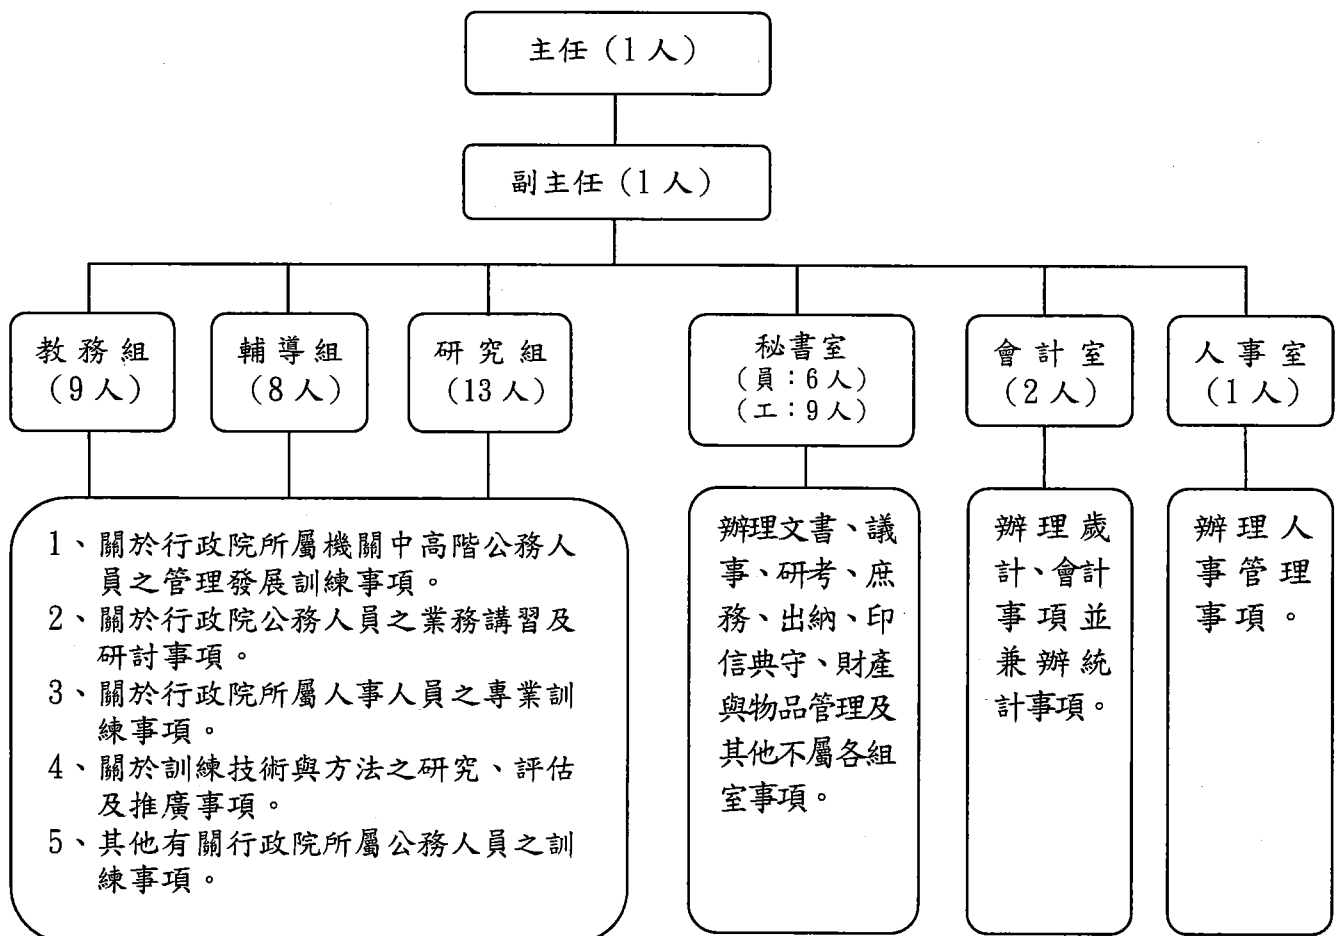 主任（1人）
副主任（1人）
教務組
（9人）
輔導組
（8人）
研究組
（13人）
秘書室
（員：6人）
（工：9人）
會計室
（2人）
人事室
（1人）
1、關於行政院所屬機關中高階公務人
員之管理發展訓練事項。
2、關於行政院公務人員之業務講習及
研討事項。
3、關於行政院所屬人事人員之專業訓
練事項。
4、關於訓練技術與方法之研究、評估
及推廣事項。
5、其他有關行政院所屬公務人員之訓
練事項。
辦理文書、議
事、研考、庶
務、出納、印
信典守、財產
與物品管理及
其他不屬各組
室事項。
辦理歲
計、會計
事項並
兼辦統
計事項。
辦理人
事管理
事項。